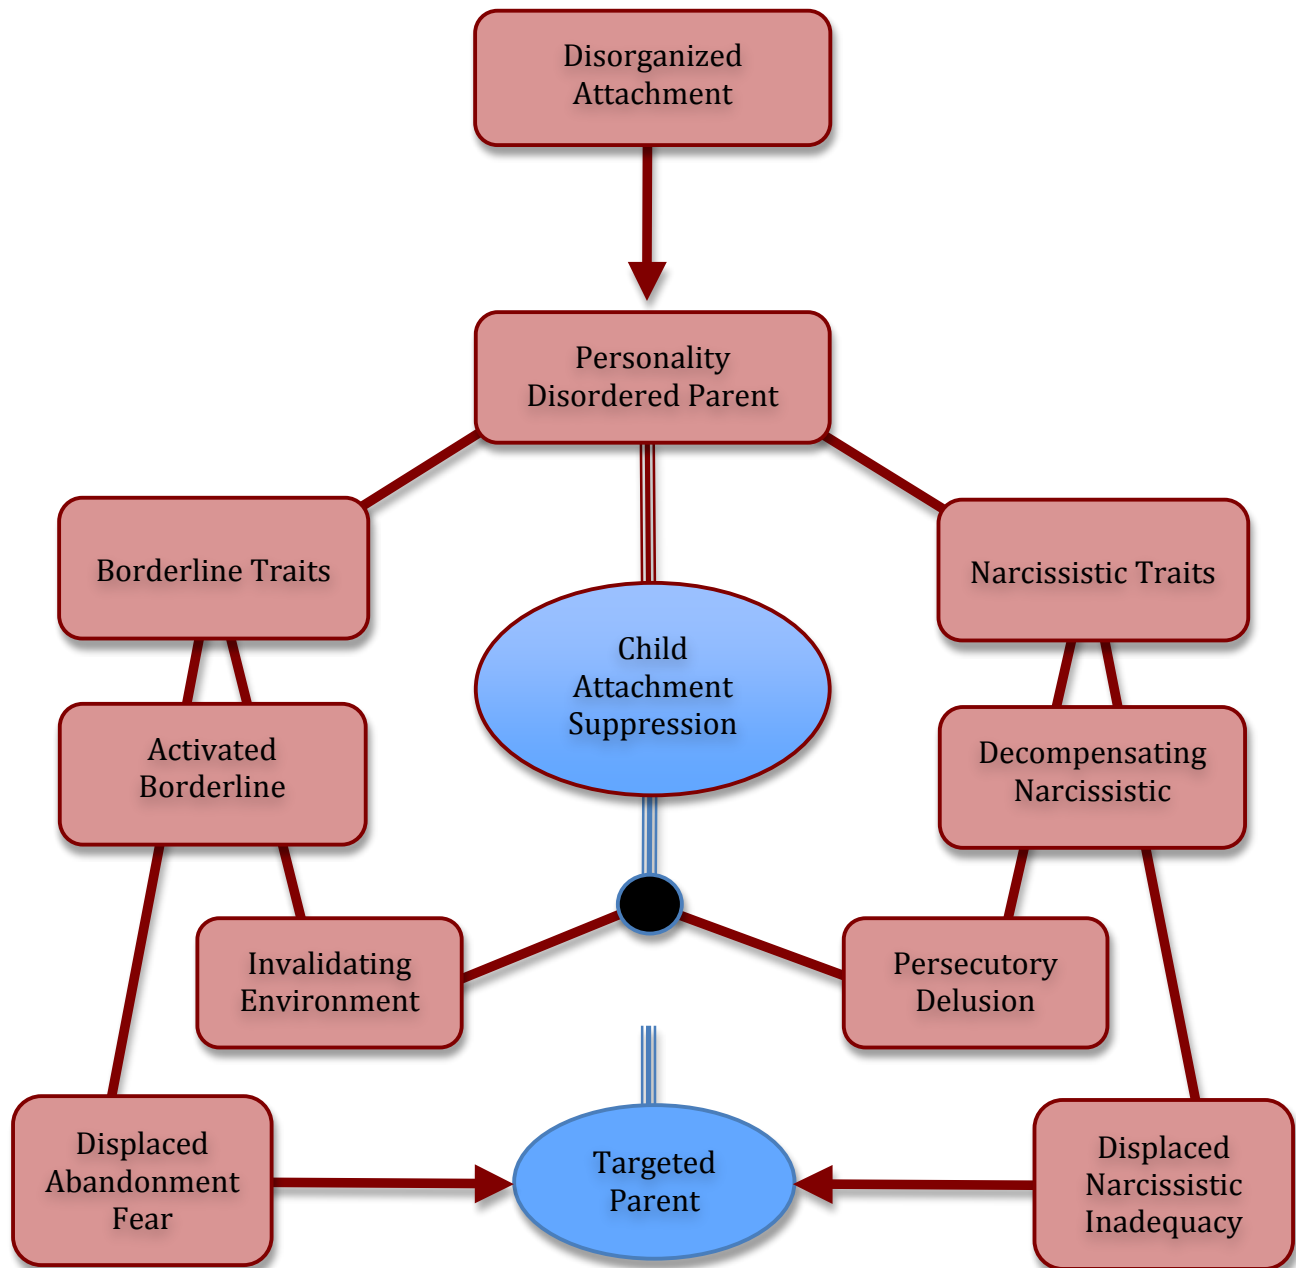 Disorganized
Attachment
Personality
Disordered Parent
Borderline Traits
Child
Attachment
Suppression
Narcissistic Traits
Activated
Borderline
Decompensating
Narcissistic
Invalidating
Environment
Persecutory
Delusion
Displaced
Abandonment
Fear
Targeted
Parent
Displaced
Narcissistic
Inadequacy